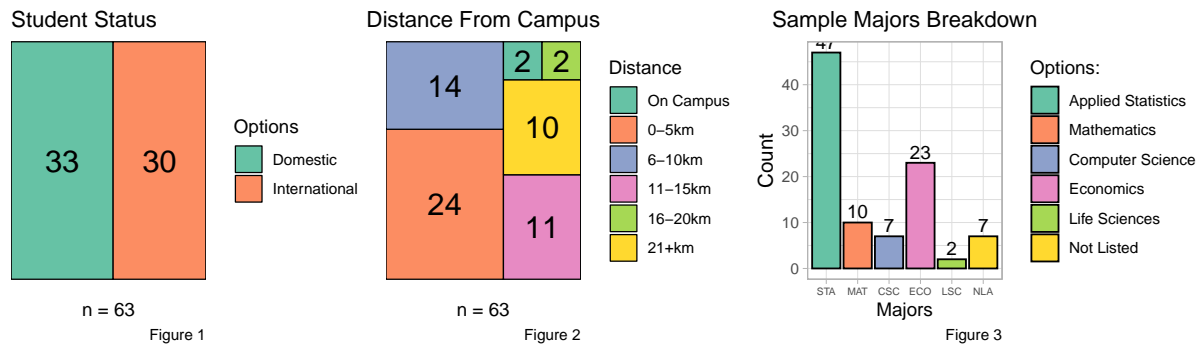 Student Status
33
30
Options
Domestic
International
n = 63
Figure 1
Distance From Campus
14
2
2
10
24
11
Distance
On Campus
0–5km
6–10km
11–15km
16–20km
21+km
n = 63
Figure 2
Sample Majors Breakdown
Count
40
30
20
10
0
47
10
7
23
2
7
STA
MAT
CSC
ECO
LSC
NLA
Majors
Options:
Applied Statistics
Mathematics
Computer Science
Economics
Life Sciences
Not Listed
Figure 3